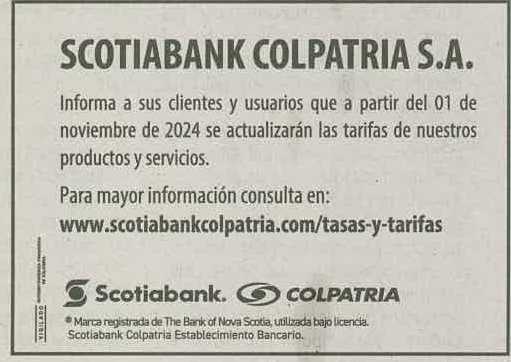 SCOTIABANK COLPATRIA S.A.
Informa a sus clientes y usuarios que a partir del 01 de
noviembre de 2024 se actualizarán las tarifas de nuestros
productos y servicios.
Para mayor información consulta en:
www.scotiabankcolpatria.com/tasas-y-tarifas
VIGILADO
Scotiabank. COLPATRIA
® Marca registrada de The Bank of Nova Scotia, utilizada bajo licencia.
Scotiabank Colpatria Establecimiento Bancario.